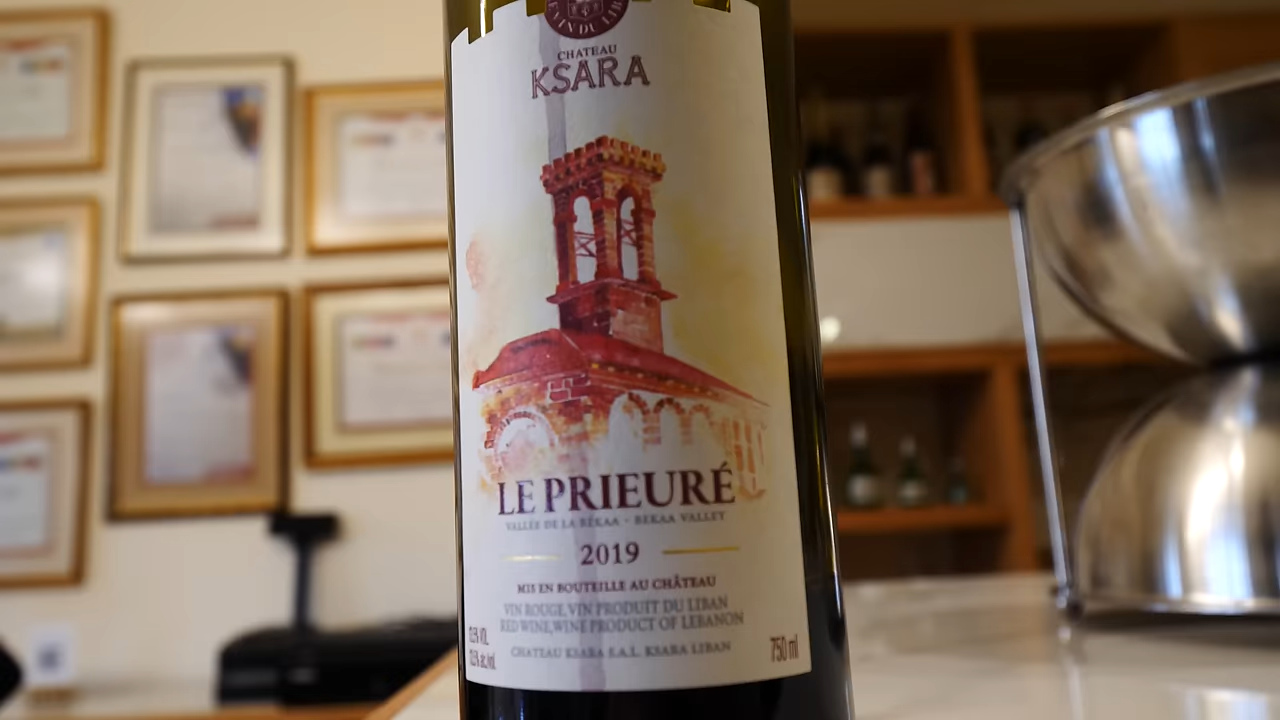 CHATEAU
KSARA
LE PRIEURÉ
VALLÉE DE LA BÉKAA - BEKAA VALLEY
2019
MIS EN BOUTEILLE AU CHÂTEAU
VIN ROUGE, VIN PRODUIT DU LIBAN
RED WINE, WINE PRODUCT OF LEBANON
CHATEAU KSARA S.A.L. KSARA LIBAN
750 ml